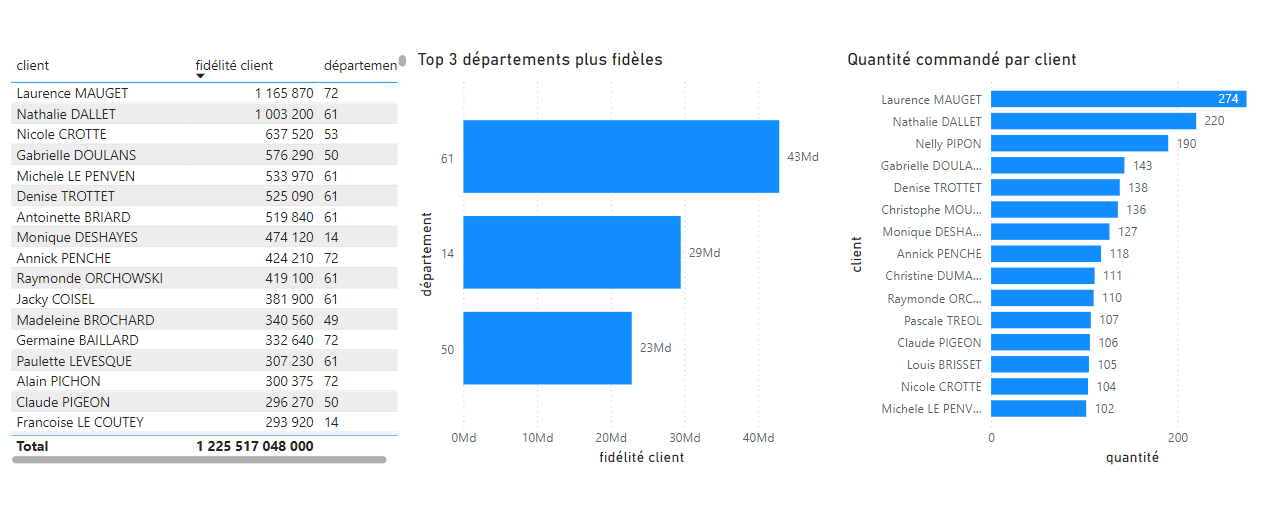 client fidélité client départemen
Laurence MAUGET 1 165 870 72
Nathalie DALLET 1 003 200 61
Nicole CROTTE 637 520 53
Gabrielle DOULANS 576 290 50
Michele LE PENVEN 533 970 61
Denise TROTTET 525 090 61
Antoinette BRIARD 519 840 61
Monique DESHAYES 474 120 14
Annick PENCHE 424 210 72
Raymonde ORCHOWSKI 419 100 61
Jacky COISEL 381 900 61
Madeleine BROCHARD 340 560 49
Germaine BAILLARD 332 640 72
Paulette LEVESQUE 307 230 61
Alain PICHON 300 375 72
Claude PIGEON 296 270 50
Francoise LE COUTEY 293 920 14
Total 1 225 517 048 000
Top 3 départements plus fidèles
département
61 43Md
14 29Md
50 23Md
0Md 10Md 20Md 30Md 40Md
fidélité client
Quantité commandé par client
client
Laurence MAUGET 274
Nathalie DALLET 220
Nelly PIPON 190
Gabrielle DOULA... 143
Denise TROTTET 138
Christophe MOU... 136
Monique DESHA... 127
Annick PENCHE 118
Christine DUMA... 111
Raymonde ORC... 110
Pascale TREOL 107
Claude PIGEON 106
Louis BRISSET 105
Nicole CROTTE 104
Michele LE PENV... 102
0 200
quantité